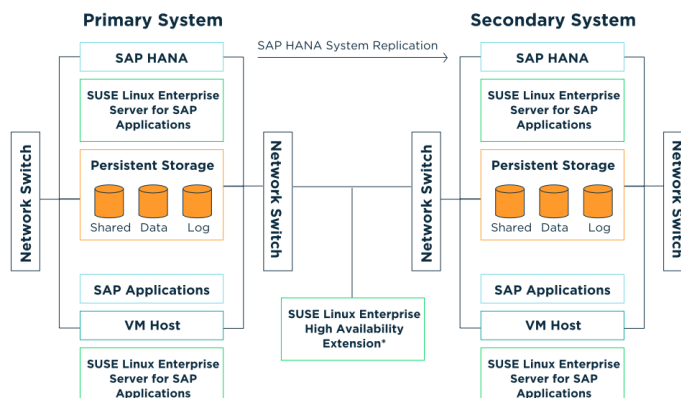 Primary System
Secondary System
SAP HANA System Replication
SAP HANA
SUSE Linux Enterprise
Server for SAP
Applications
Network Switch
Persistent Storage
Shared Data Log
Network Switch
SAP Applications
VM Host
SUSE Linux Enterprise
Server for SAP
Applications
SUSE Linux Enterprise
High Availability
Extension*
SAP HANA
SUSE Linux Enterprise
Server for SAP
Applications
Network Switch
Persistent Storage
Shared Data Log
Network Switch
SAP Applications
VM Host
SUSE Linux Enterprise
Server for SAP
Applications